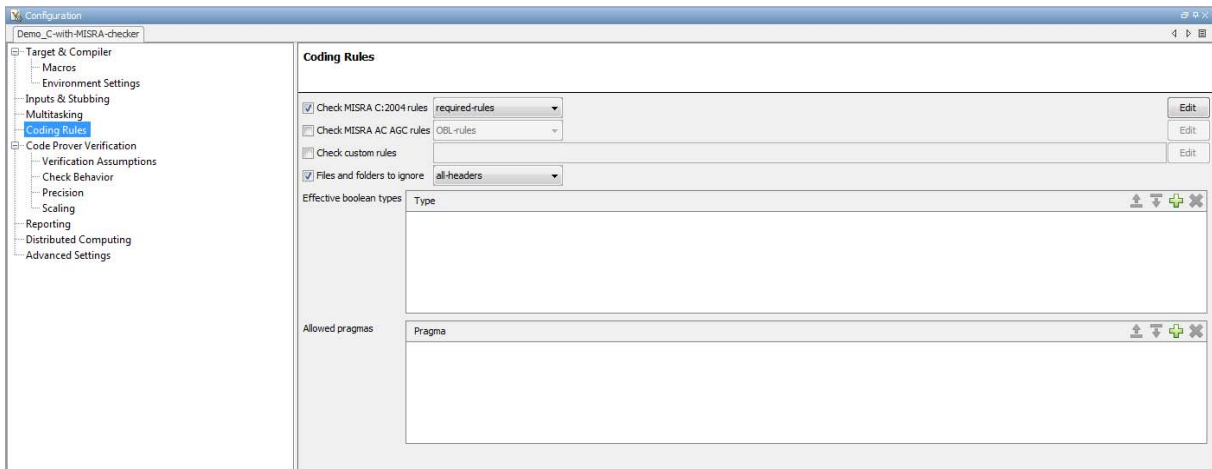 Configuration
Demo_C-with-MISRA-checker
Target & Compiler
Macros
Environment Settings
Inputs & Stubbing
Multitasking
Coding Rules
Code Prover Verification
Verification Assumptions
Check Behavior
Precision
Scaling
Reporting
Distributed Computing
Advanced Settings
Coding Rules
Check MISRA C:2004 rules required-rules Edit
Check MISRA AC AGC rules OBL-rules Edit
Check custom rules Edit
Files and folders to ignore all-headers
Effective boolean types Type
Allowed pragmas Pragma